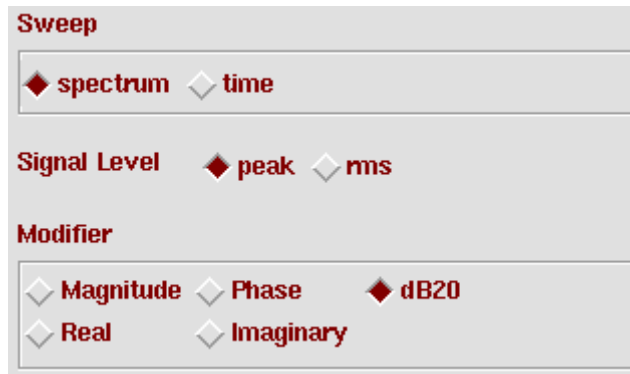 Sweep
spectrum time
Signal Level peak rms
Modifier
Magnitude Phase dB20
Real Imaginary